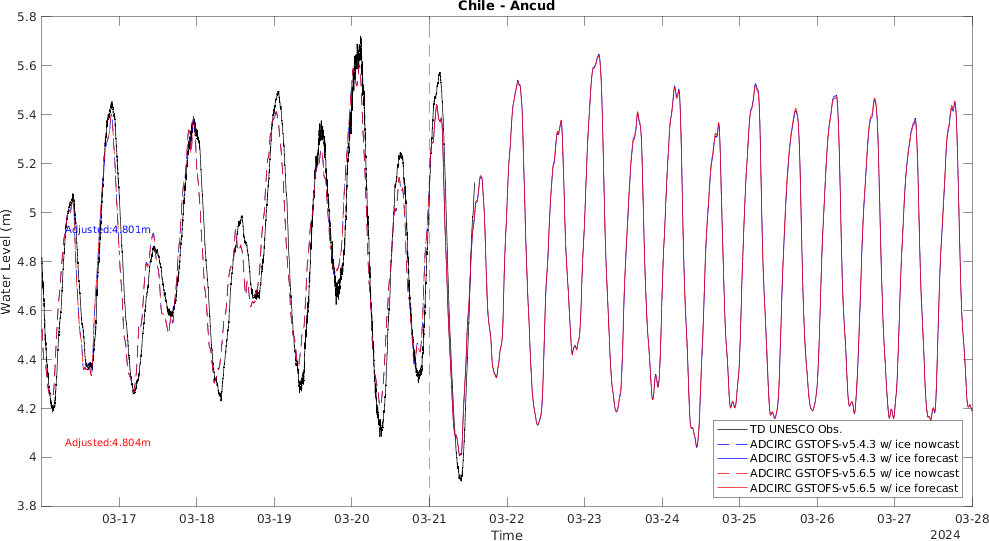 Chile - Ancud
5.8
5.6
5.4
5.2
5
4.8
4.6
4.4
4.2
4
3.8
Water Level (m)
Adjusted:4.801m
Adjusted:4.804m
TD UNESCO Obs.
ADCIRC GSTOFS-v5.4.3 w/ ice nowcast
ADCIRC GSTOFS-v5.4.3 w/ ice forecast
ADCIRC GSTOFS-v5.6.5 w/ ice nowcast
ADCIRC GSTOFS-v5.6.5 w/ ice forecast
03-17 03-18 03-19 03-20 03-21 03-22 03-23 03-24 03-25 03-26 03-27 03-28
Time
2024